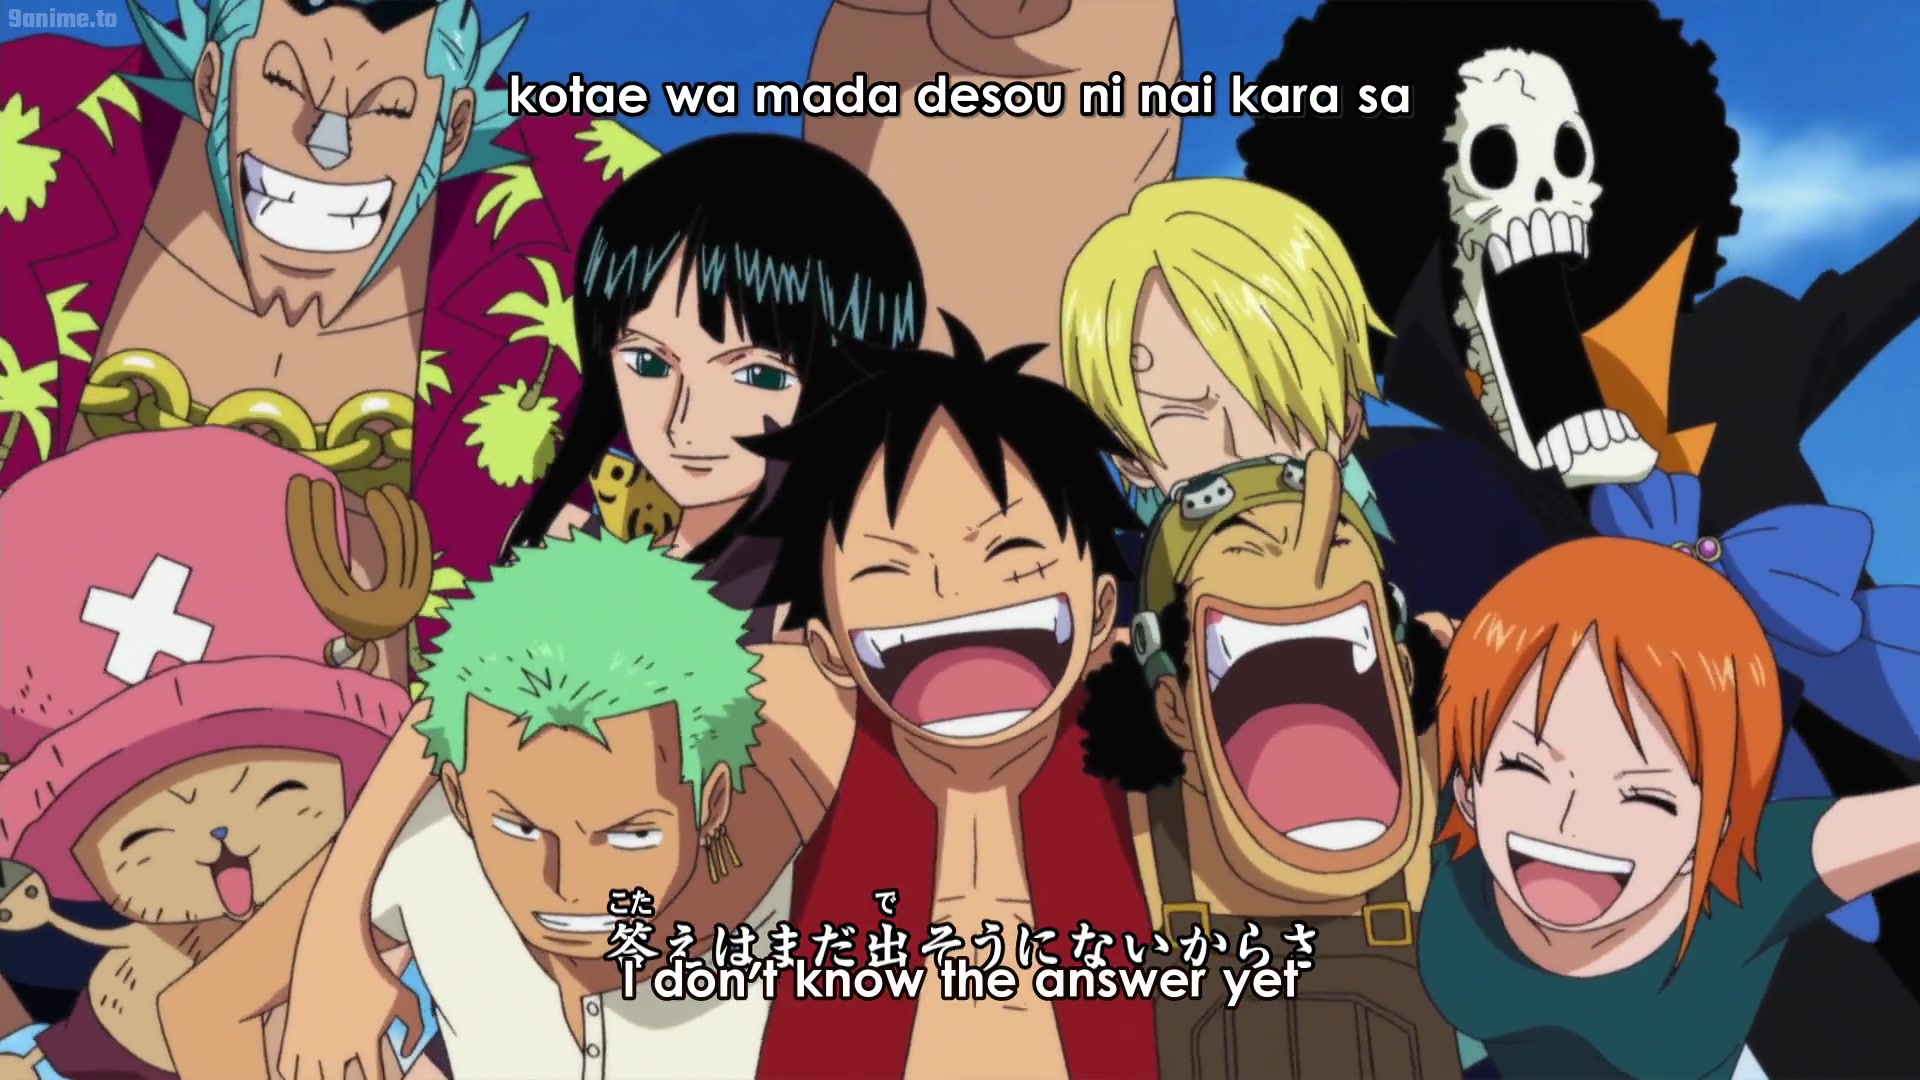 9anime.to
kotae wa mada desou ni nai kara sa
こた で
答えはまだ出そうにないからさ
I don't know the answer yet